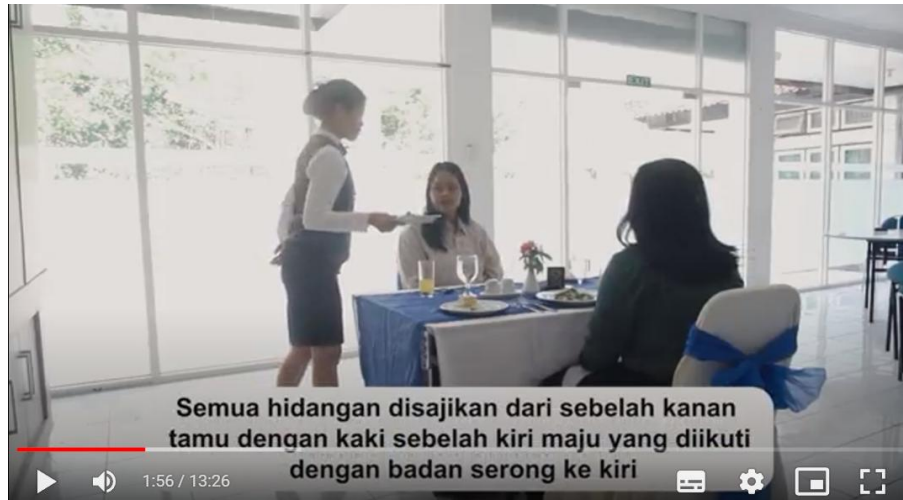 EXIT
Semua hidangan disajikan dari sebelah kanan
tamu dengan kaki sebelah kiri maju yang diikuti
dengan badan serong ke kiri
1:56 / 13:26